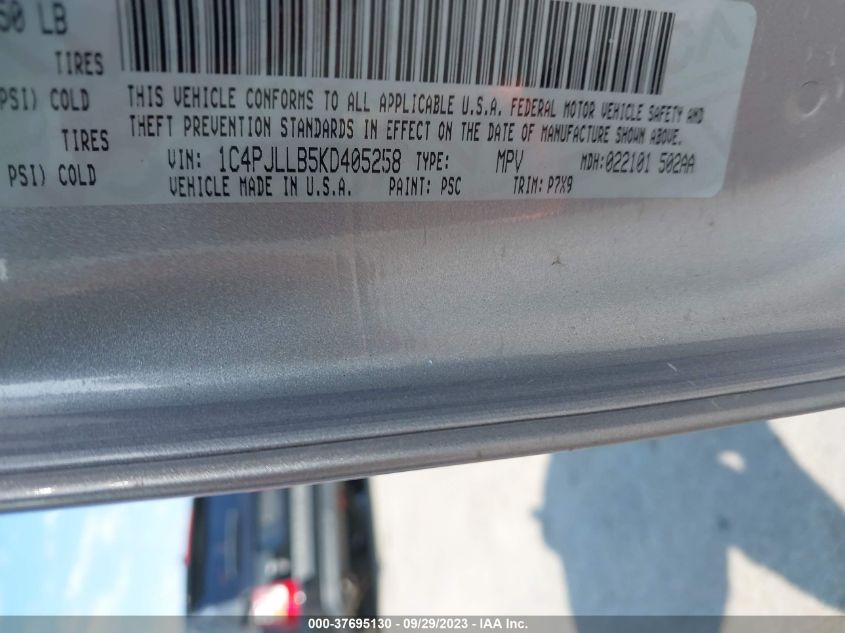 50 LB
TIRES
PSI) COLD
THIS VEHICLE CONFORMS TO ALL APPLICABLE U.S.A. FEDERAL MOTOR VEHICLE SAFETY AND
THEFT PREVENTION STANDARDS IN EFFECT ON THE DATE OF MANUFACTURE SHOWN ABOVE.
TIRES
PSI) COLD
VIN: 1C4PJLLB5KD405258 TYPE: MPV MDH:022101 502AA
VEHICLE MADE IN U.S.A. PAINT: PSC TRIM: P7X9
000-37695130 - 09/29/2023 - IAA Inc.